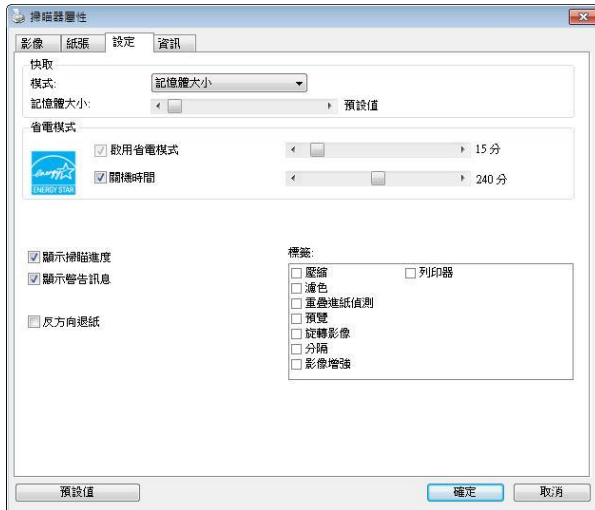 掃瞄器屬性
影像 紙張 設定 資訊
快取
模式: 記憶體大小
記憶體大小: 預設值
省電模式
energy
ENERGY STAR
啟用省電模式 15 分
關機時間 240 分
顯示掃瞄進度
顯示警告訊息
反方向退紙
標籤:
壓縮 列印器
濾色
重疊進紙偵測
預覽
旋轉影像
分隔
影像增強
預設值 確定 取消